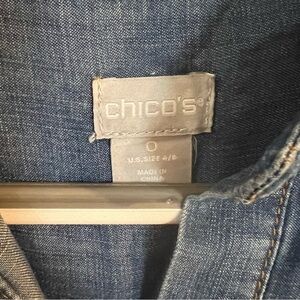 chico's®
0
U.S. SIZE 4/6
MADE IN
CHINA